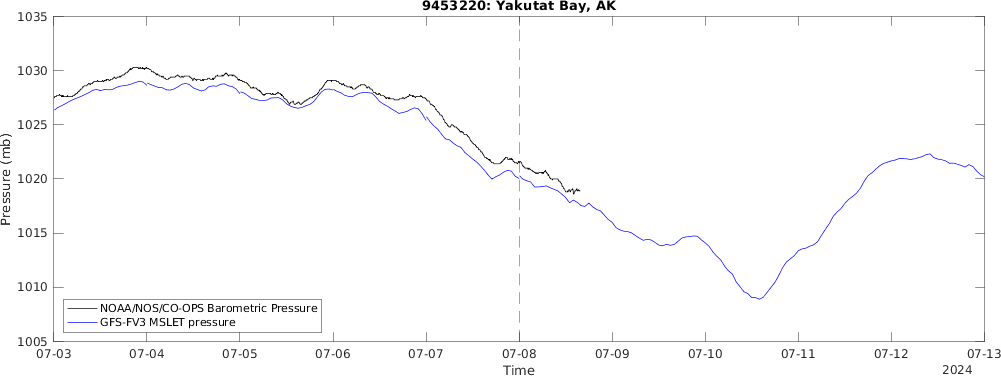 9453220: Yakutat Bay, AK
Pressure (mb)
1035
1030
1025
1020
1015
1010
1005
NOAA/NOS/CO-OPS Barometric Pressure
GFS-FV3 MSLET pressure
07-03 07-04 07-05 07-06 07-07 07-08 07-09 07-10 07-11 07-12 07-13
Time
2024